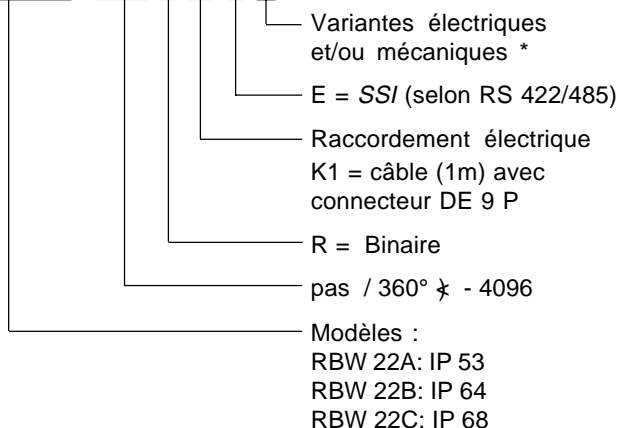 Variantes électriques
et/ou mécaniques *
E = SSI (selon RS 422/485)
Raccordement électrique
K1 = câble (1m) avec
connecteur DE 9 P
R = Binaire
pas / 360° ∢ - 4096
Modèles :
RBW 22A: IP 53
RBW 22B: IP 64
RBW 22C: IP 68